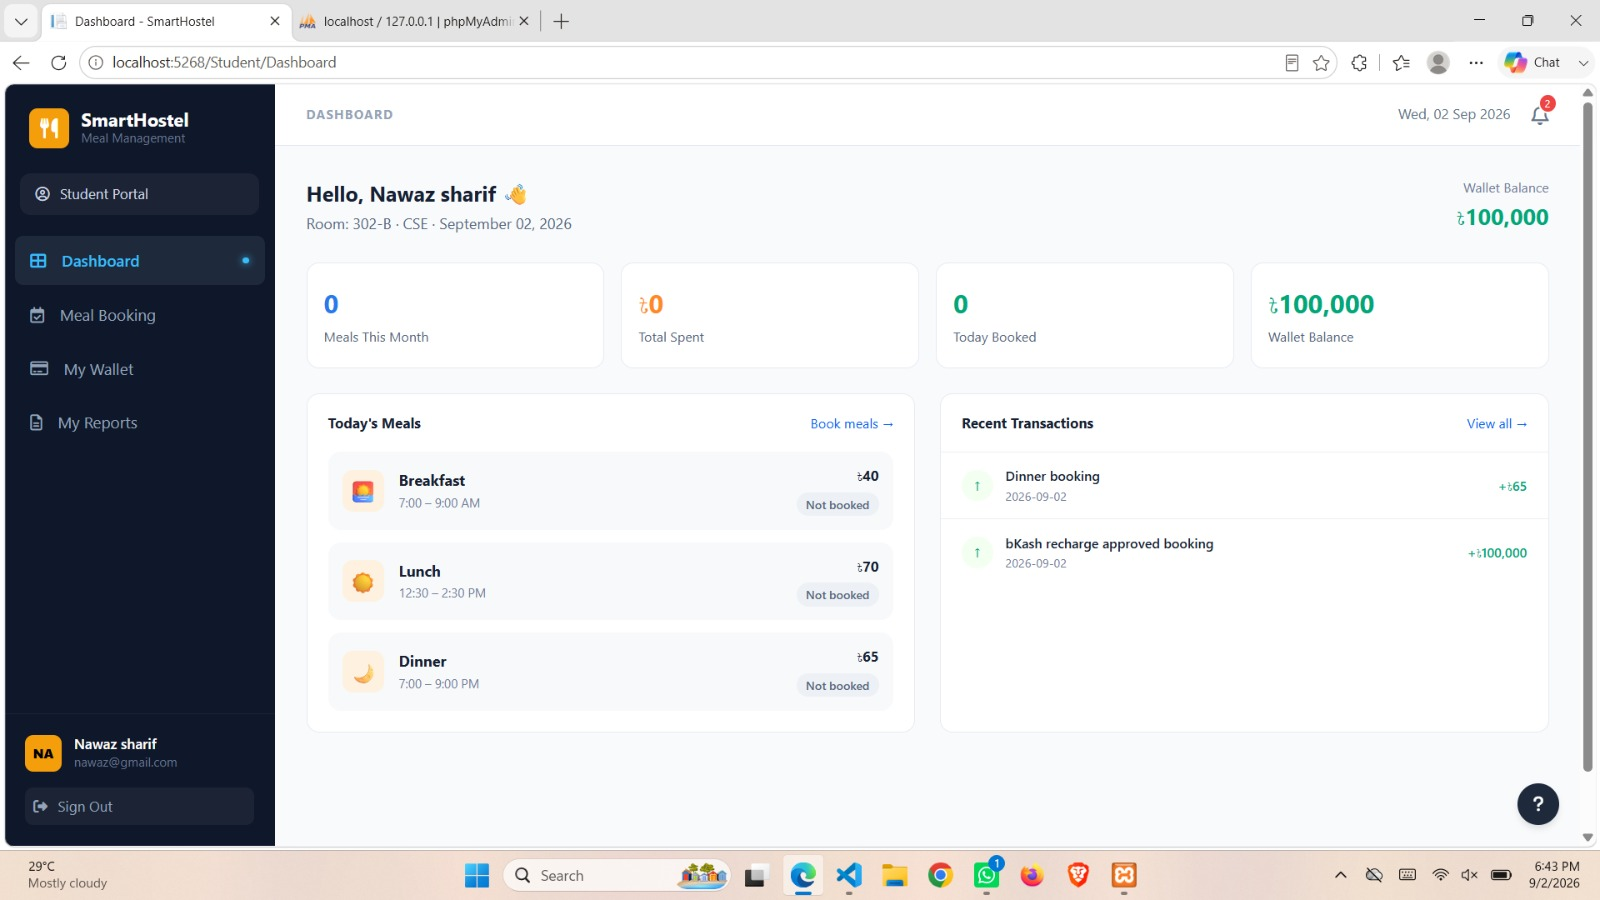 Dashboard - SmartHostel
localhost / 127.0.0.1 | phpMyAdmin
localhost:5268/Student/Dashboard
Chat
SmartHostel
Meal Management
Student Portal
Dashboard
Meal Booking
My Wallet
My Reports
Nawaz sharif
NA
nawaz@gmail.com
Sign Out
DASHBOARD
Wed, 02 Sep 2026
2
Hello, Nawaz sharif 👋
Room: 302-B · CSE · September 02, 2026
Wallet Balance
৳100,000
0
Meals This Month
৳0
Total Spent
0
Today Booked
৳100,000
Wallet Balance
Today's Meals
Book meals →
Breakfast
7:00 – 9:00 AM
৳40
Not booked
Lunch
12:30 – 2:30 PM
৳70
Not booked
Dinner
7:00 – 9:00 PM
৳65
Not booked
Recent Transactions
View all →
↑
Dinner booking
2026-09-02
+৳65
↑
bKash recharge approved booking
2026-09-02
+৳100,000
?
29°C
Mostly cloudy
Search
1
6:43 PM
9/2/2026